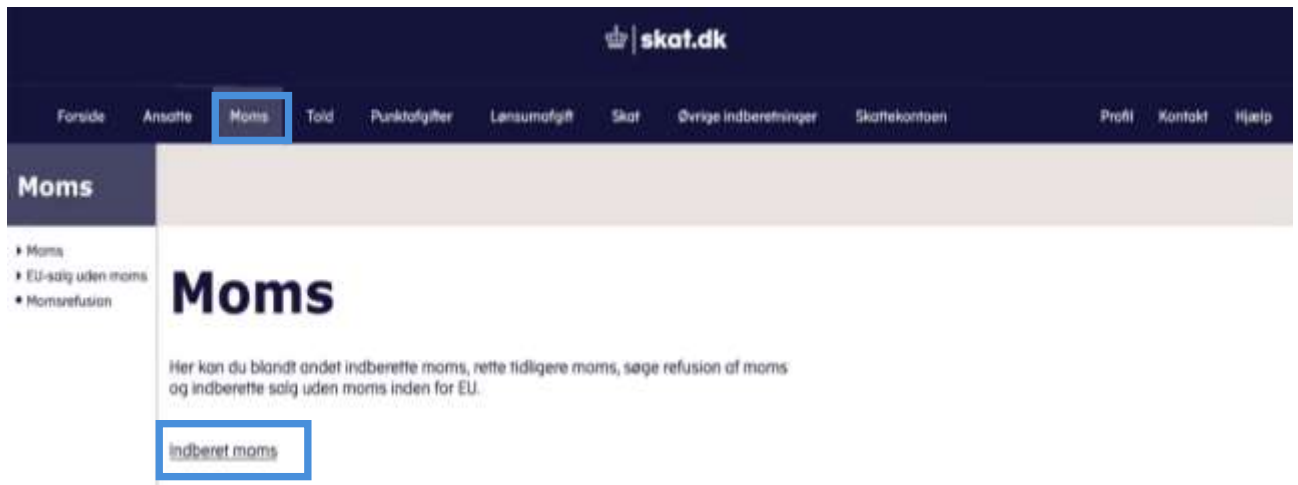 skat.dk
Forside Ansatte Moms Told Punktafgifter Lønsumafgift Skat Øvrige indberetninger Skattekontoen Profil Kontakt Hjælp
Moms
Moms
EU-salg uden moms
Momsrefusion
Moms
Her kan du blandt andet indberette moms, rette tidligere moms, søge refusion af moms
og indberette salg uden moms inden for EU.
Indberet moms